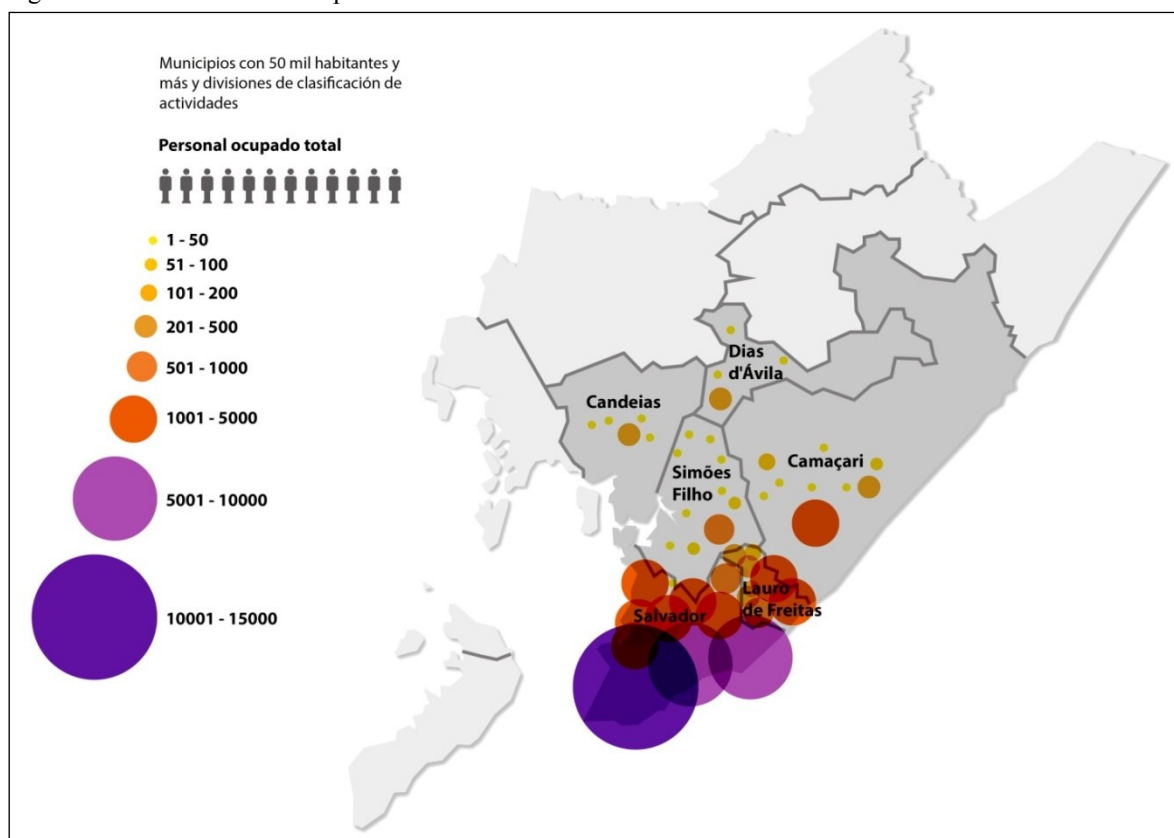 Municipios con 50 mil habitantes y
más y divisiones de clasificación de
actividades
Personal ocupado total
1 - 50
51 - 100
101 - 200
201 - 500
501 - 1000
1001 - 5000
5001 - 10000
10001 - 15000
Dias
d'Ávila
Candeias
Simões
Filho
Camaçari
Lauro
de Freitas
Salvador